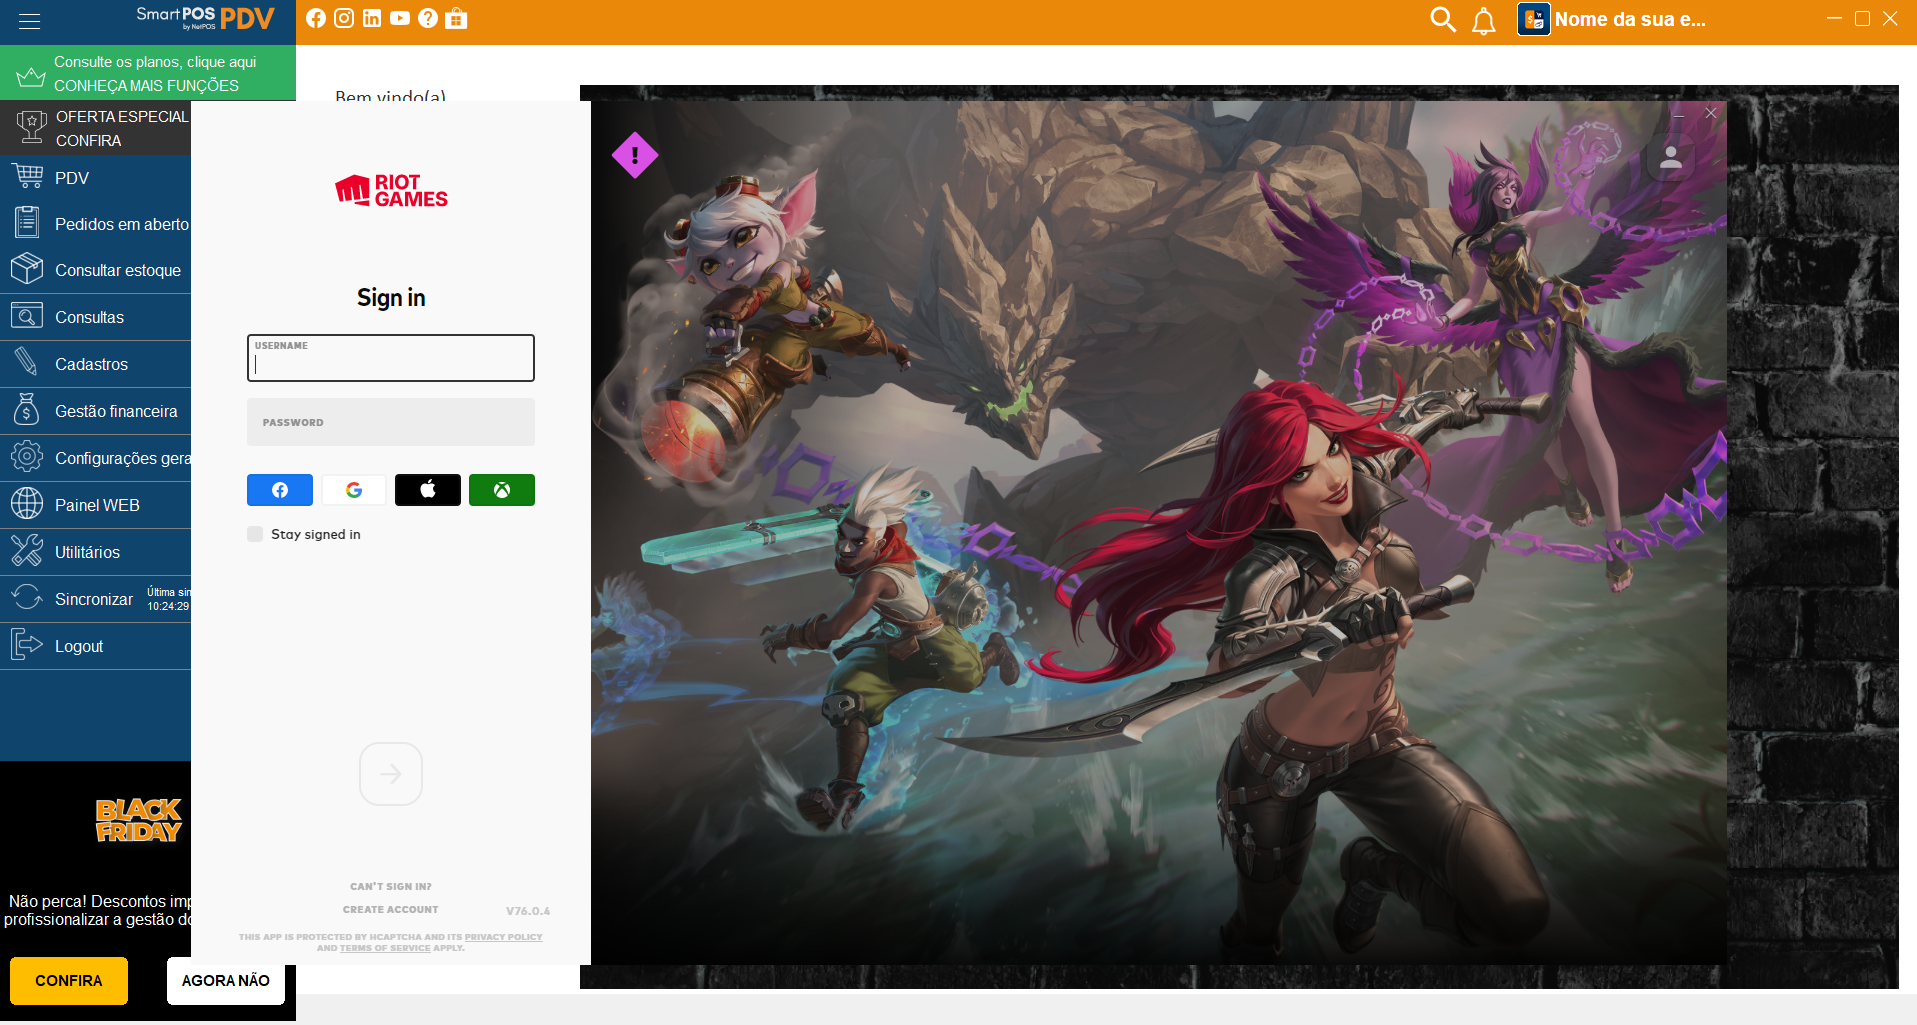 SmartPOS PDV
by NetPOS
Nome da sua e...
Consulte os planos, clique aqui
CONHEÇA MAIS FUNÇÕES
OFERTA ESPECIAL
CONFIRA
Bem vindo(a)
PDV
Pedidos em aberto
Consultar estoque
Consultas
Cadastros
Gestão financeira
Configurações gera
Painel WEB
Utilitários
Sincronizar
Última sin
10:24:29
Logout
BLACK
FRIDAY
Não perca! Descontos imp
profissionalizar a gestão do
CONFIRA
AGORA NÃO
RIOT
GAMES
Sign in
USERNAME
PASSWORD
Stay signed in
CAN'T SIGN IN?
CREATE ACCOUNT
V76.0.4
THIS APP IS PROTECTED BY HCAPTCHA AND ITS PRIVACY POLICY
AND TERMS OF SERVICE APPLY.